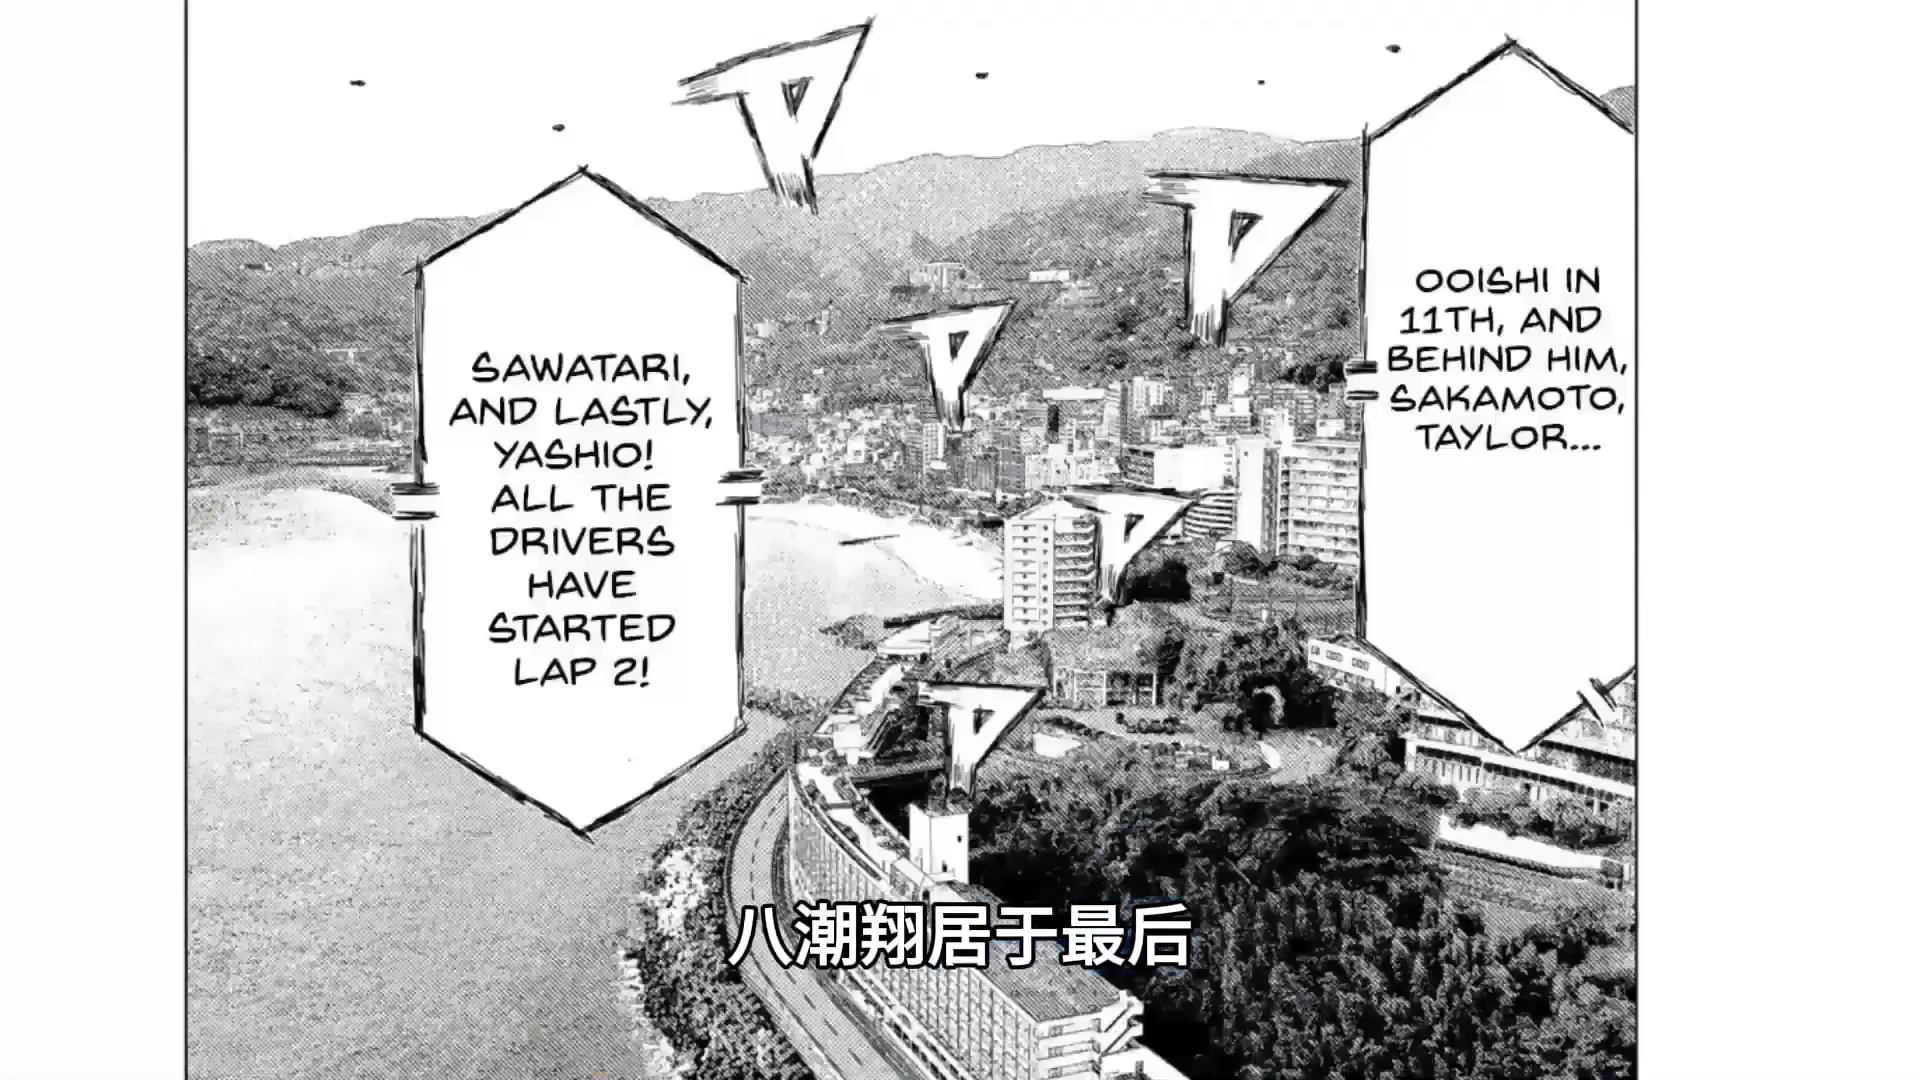 OOISHI IN
11TH, AND
BEHIND HIM,
SAKAMOTO,
TAYLOR...
SAWATARI,
AND LASTLY,
YASHIO!
ALL THE
DRIVERS
HAVE
STARTED
LAP 2!
八潮翔居于最后